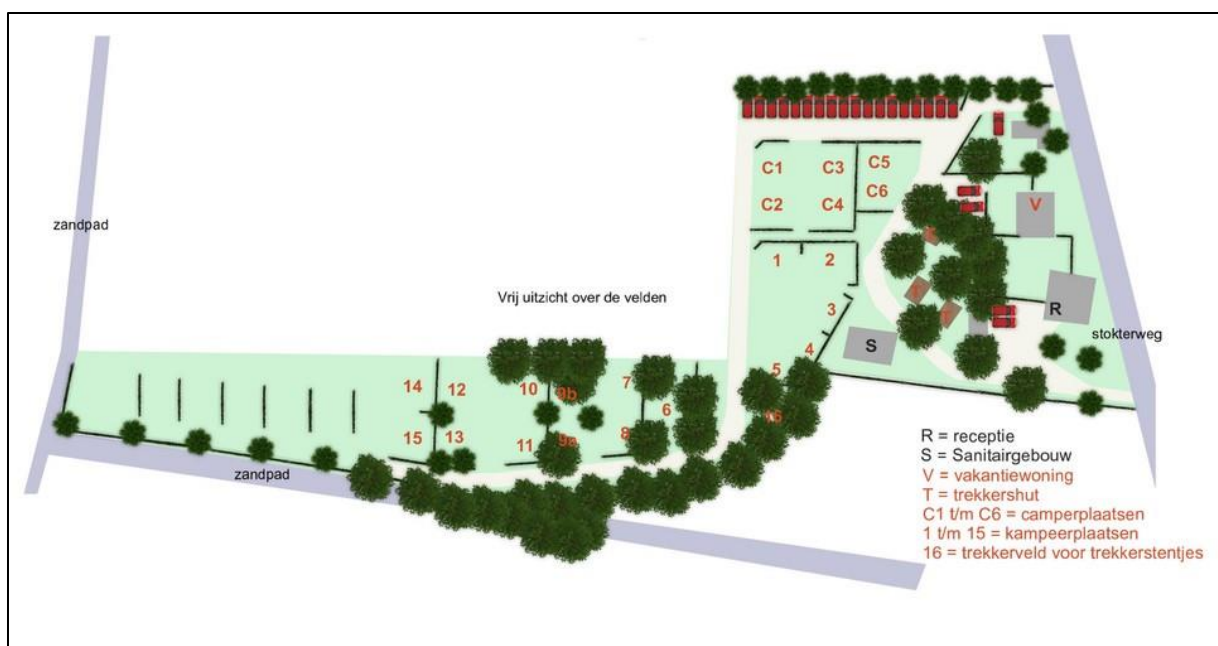 C1
C3
C5
C6
C2
C4
V
zandpad
1
2
T
T
T
Vrij uitzicht over de velden
3
R
stokterweg
S
4
5
14
12
10
9b
7
6
16
15
13
11
9a
8
zandpad
R = receptie
S = Sanitairgebouw
V = vakantiewoning
T = trekkershut
C1 t/m C6 = camperplaatsen
1 t/m 15 = kampeerplaatsen
16 = trekkerveld voor trekkerstentjes